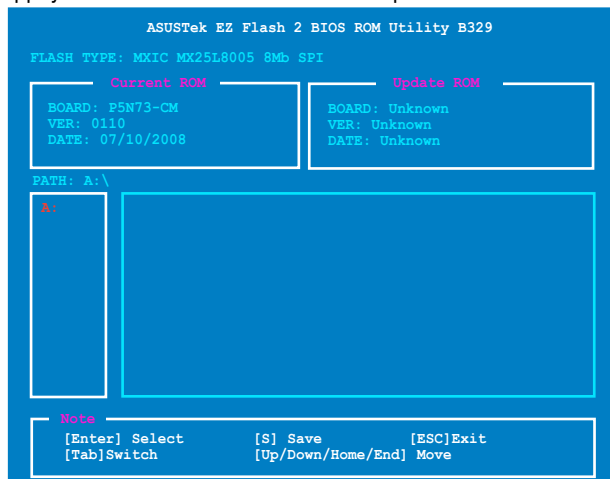 ASUSTek EZ Flash 2 BIOS ROM Utility B329
FLASH TYPE: MXIC MX25L8005 8Mb SPI
Current ROM
BOARD: P5N73-CM
VER: 0110
DATE: 07/10/2008
Update ROM
BOARD: Unknown
VER: Unknown
DATE: Unknown
PATH: A:\
A:
Note
[Enter] Select [S] Save [ESC]Exit
[Tab]Switch [Up/Down/Home/End] Move